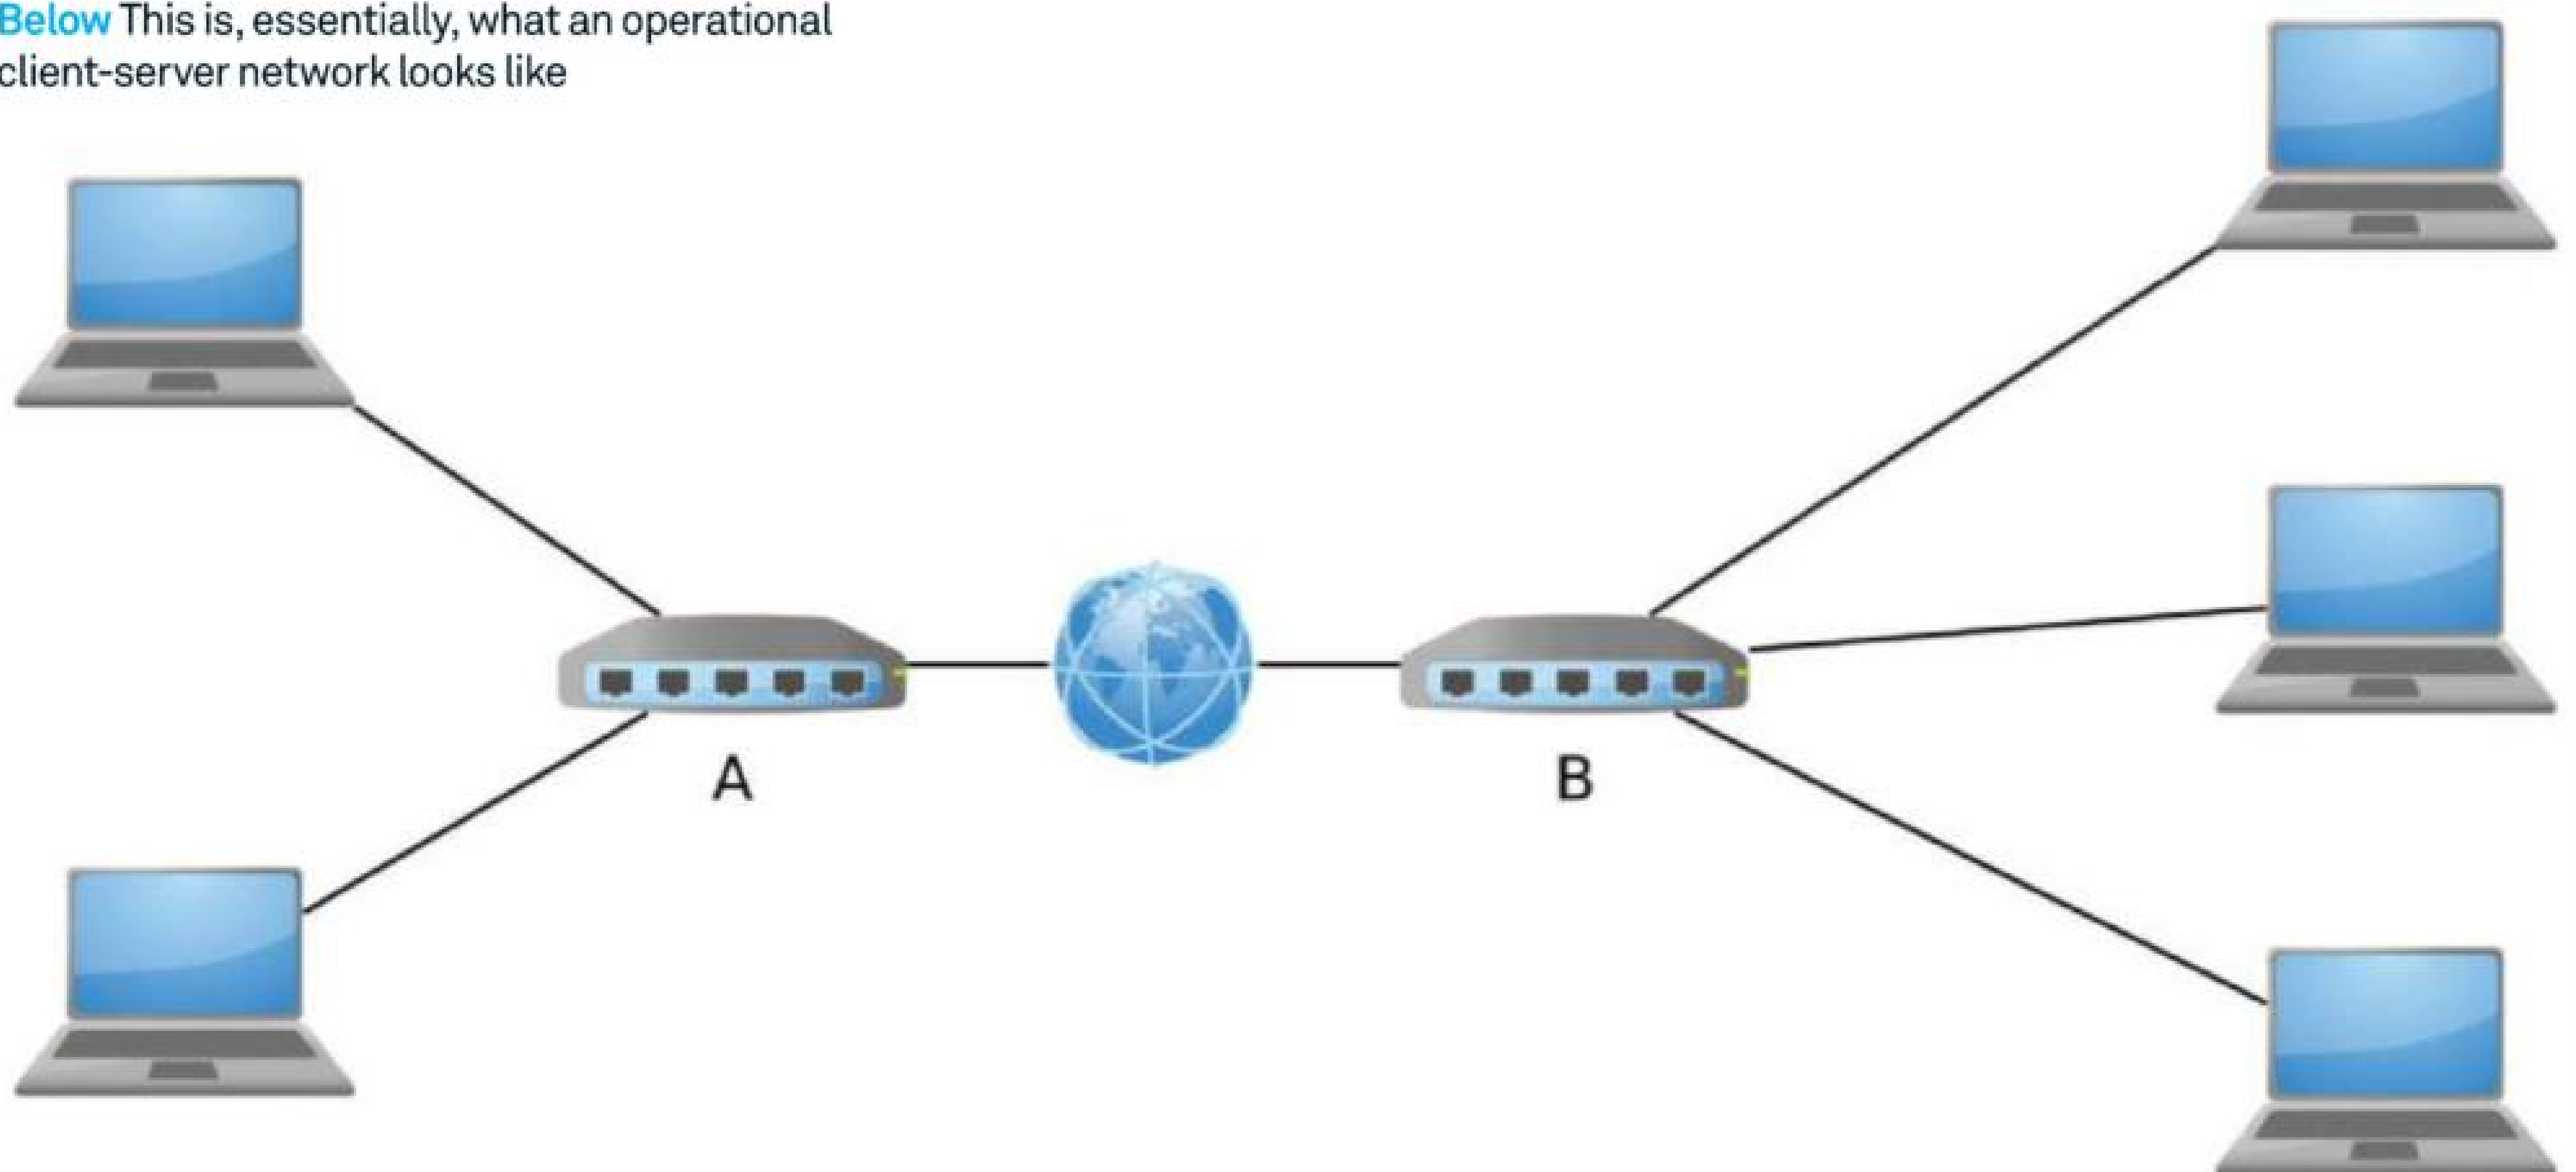 Below This is, essentially, what an operational
client-server network looks like
A
B